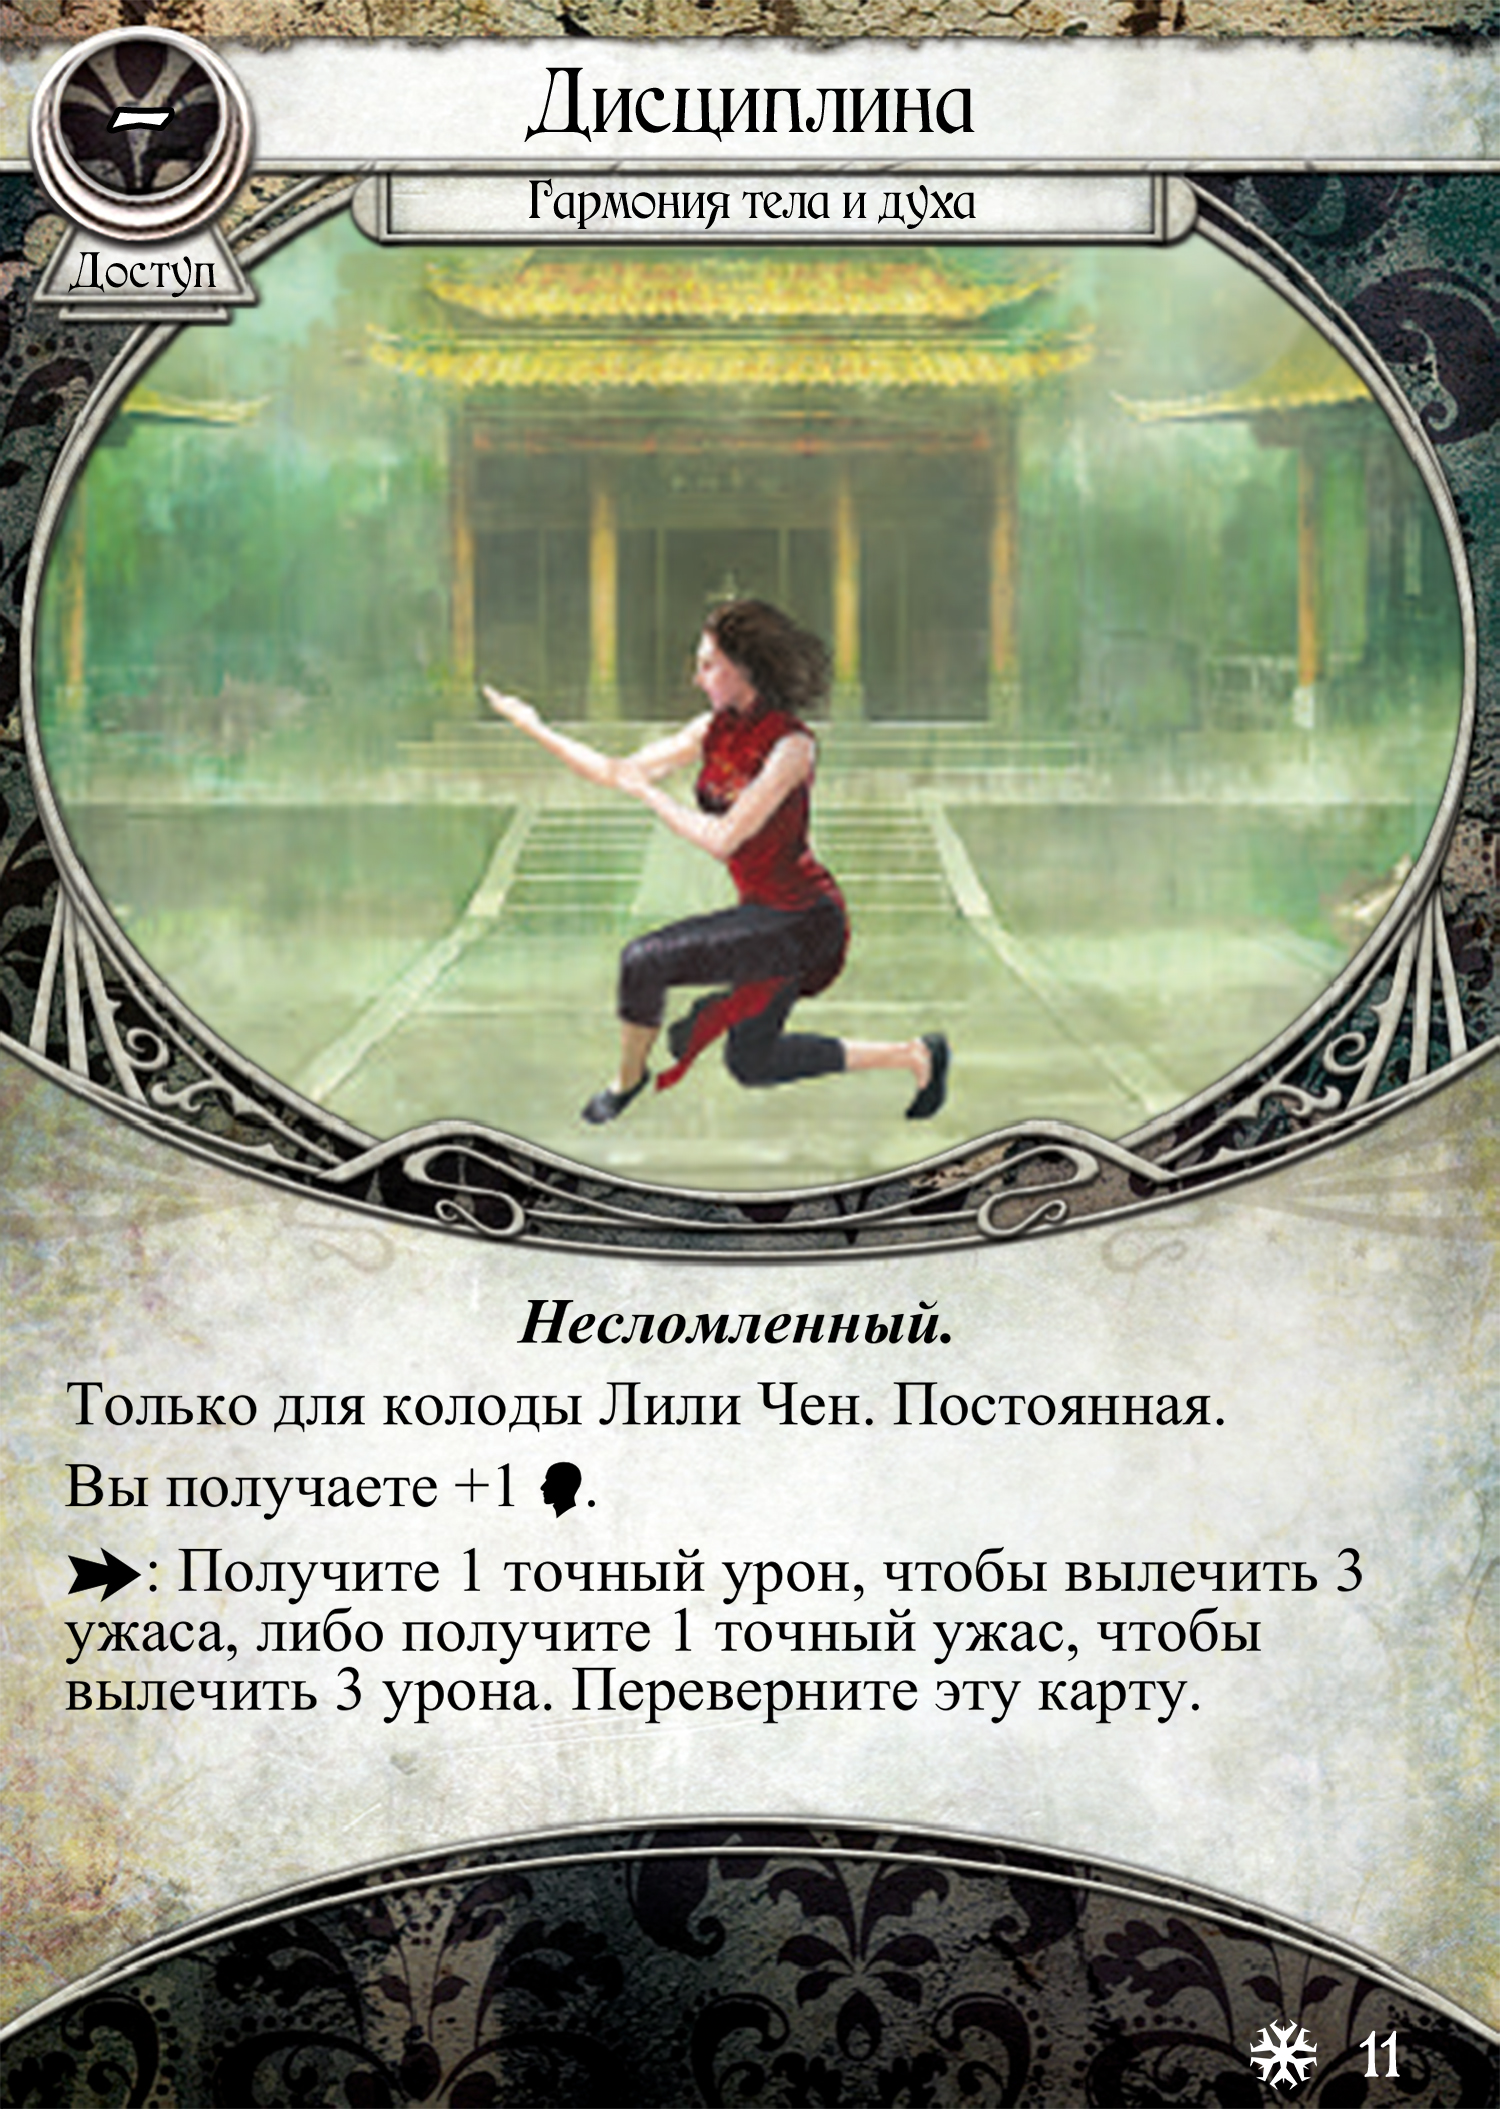 –
Дисциплина
Гармония тела и духа
Доступ
Несломленный.
Только для колоды Лили Чен. Постоянная.
Вы получаете +1 .
: Получите 1 точный урон, чтобы вылечить 3
ужаса, либо получите 1 точный ужас, чтобы
вылечить 3 урона. Переверните эту карту.
11